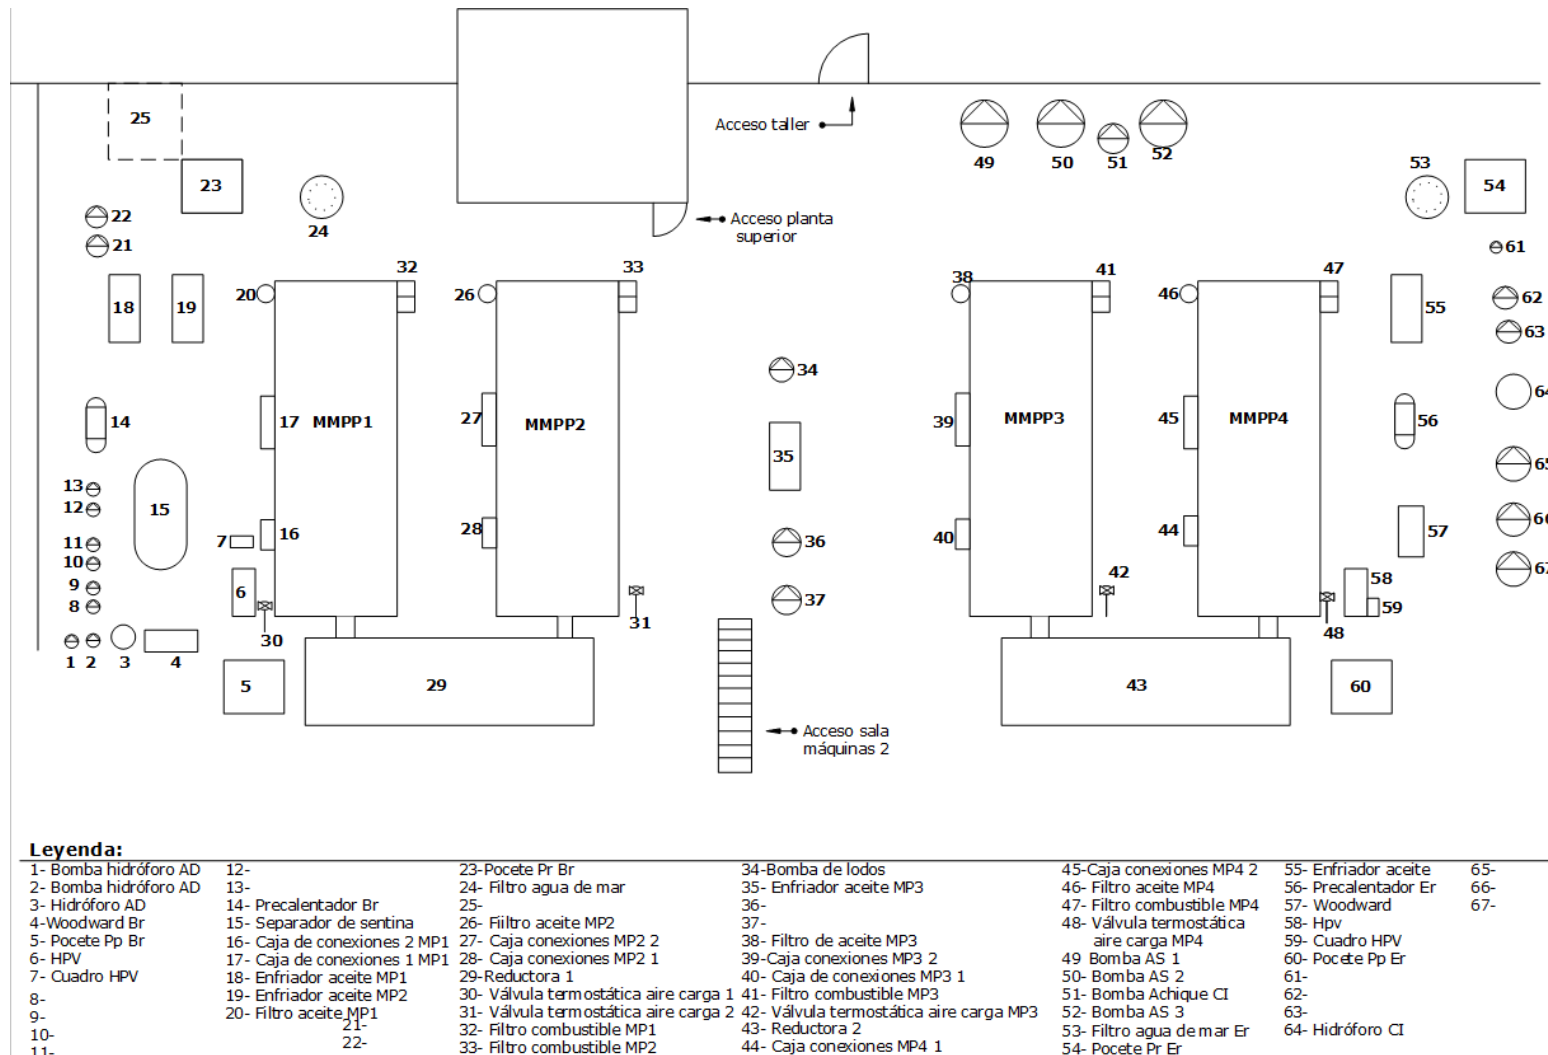 25
Acceso taller
49
50
51
52
53
54
23
22
24
Acceso planta
superior
21
61
32
33
41
47
20
26
38
46
18
19
55
62
63
34
64
14
17
MMPP1
27
MMPP2
39
MMPP3
45
MMPP4
56
35
65
13
12
15
16
28
40
44
57
66
11
7
36
10
9
6
42
58
67
8
37
59
30
31
48
1
2
3
4
5
29
43
60
Acceso sala
máquinas 2
Leyenda:
1- Bomba hidróforo AD
2- Bomba hidróforo AD
3- Hidróforo AD
4-Woodward Br
5- Pocete Pp Br
6- HPV
7- Cuadro HPV
8-
9-
10-
11-
12-
13-
14- Precalentador Br
15- Separador de sentina
16- Caja de conexiones 2 MP1
17- Caja de conexiones 1 MP1
18- Enfriador aceite MP1
19- Enfriador aceite MP2
20- Filtro aceite MP1
21-
22-
23-Pocete Pr Br
24- Filtro agua de mar
25-
26- Fiiltro aceite MP2
27- Caja conexiones MP2 2
28- Caja conexiones MP2 1
29-Reductora 1
30- Válvula termostática aire carga 1
31- Válvula termostática aire carga 2
32- Filtro combustible MP1
33- Filtro combustible MP2
34-Bomba de lodos
35- Enfriador aceite MP3
36-
37-
38- Filtro de aceite MP3
39-Caja conexiones MP3 2
40- Caja de conexiones MP3 1
41- Filtro combustible MP3
42- Válvula termostática aire carga MP3
43- Reductora 2
44- Caja conexiones MP4 1
45-Caja conexiones MP4 2
46- Filtro aceite MP4
47- Filtro combustible MP4
48- Válvula termostática
aire carga MP4
49 Bomba AS 1
50- Bomba AS 2
51- Bomba Achique CI
52- Bomba AS 3
53- Filtro agua de mar Er
54- Pocete Pr Er
55- Enfriador aceite
56- Precalentador Er
57- Woodward
58- Hpv
59- Cuadro HPV
60- Pocete Pp Er
61-
62-
63-
64- Hidróforo CI
65-
66-
67-